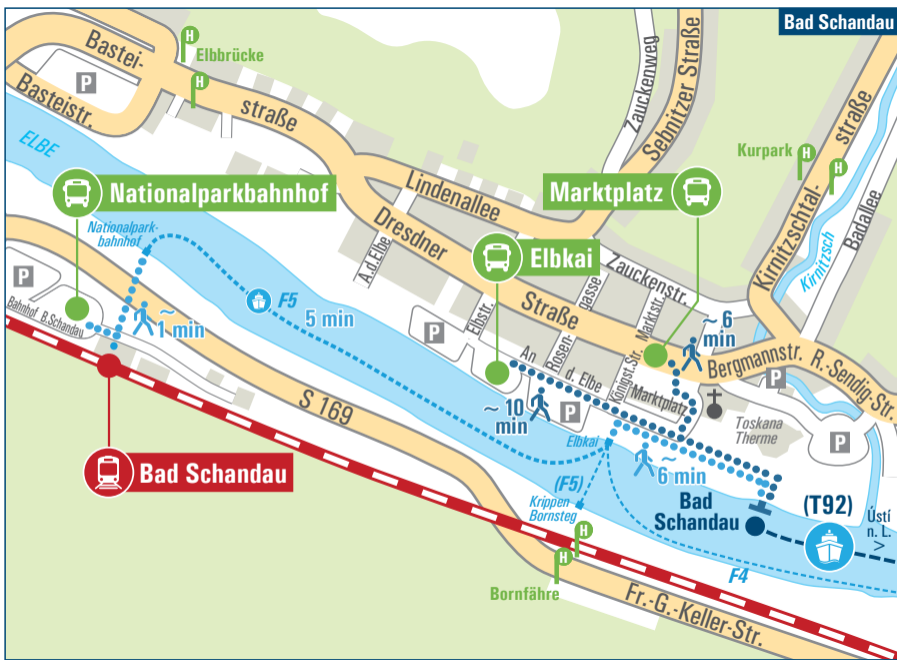 Bad Schandau
Bastei-
straße
H
Elbbrücke
H
P
Basteistr.
ELBE
Nationalparkbahnhof
Nationalpark-
bahnhof
P
Bahnhof B.Schandau
~
1 min
F5
5 min
S 169
Bad Schandau
Lindenallee
Dresdner
Straße
A.d.Elbe
Zauckenweg
Sebnitzer Straße
Zauckenstr.
Marktplatz
Elbkai
Kurpark
H
H
Kirnitzschtal-
straße
Kirnitzsch
Badallee
P
Elbstr.
An
d. Elbe
Rosen-
gasse
Königst.Str.
Marktstr.
Marktplatz
~ 6
min
Bergmannstr.
R.-Sendig-Str.
P
P
P
Toskana
Therme
~ 10
min
Elbkai
~
6 min
(F5)
Krippen
Bornsteg
Bad
Schandau
(T92)
Ústí
n. L.
>
F4
H
H
Bornfähre
Fr.-G.-Keller-Str.